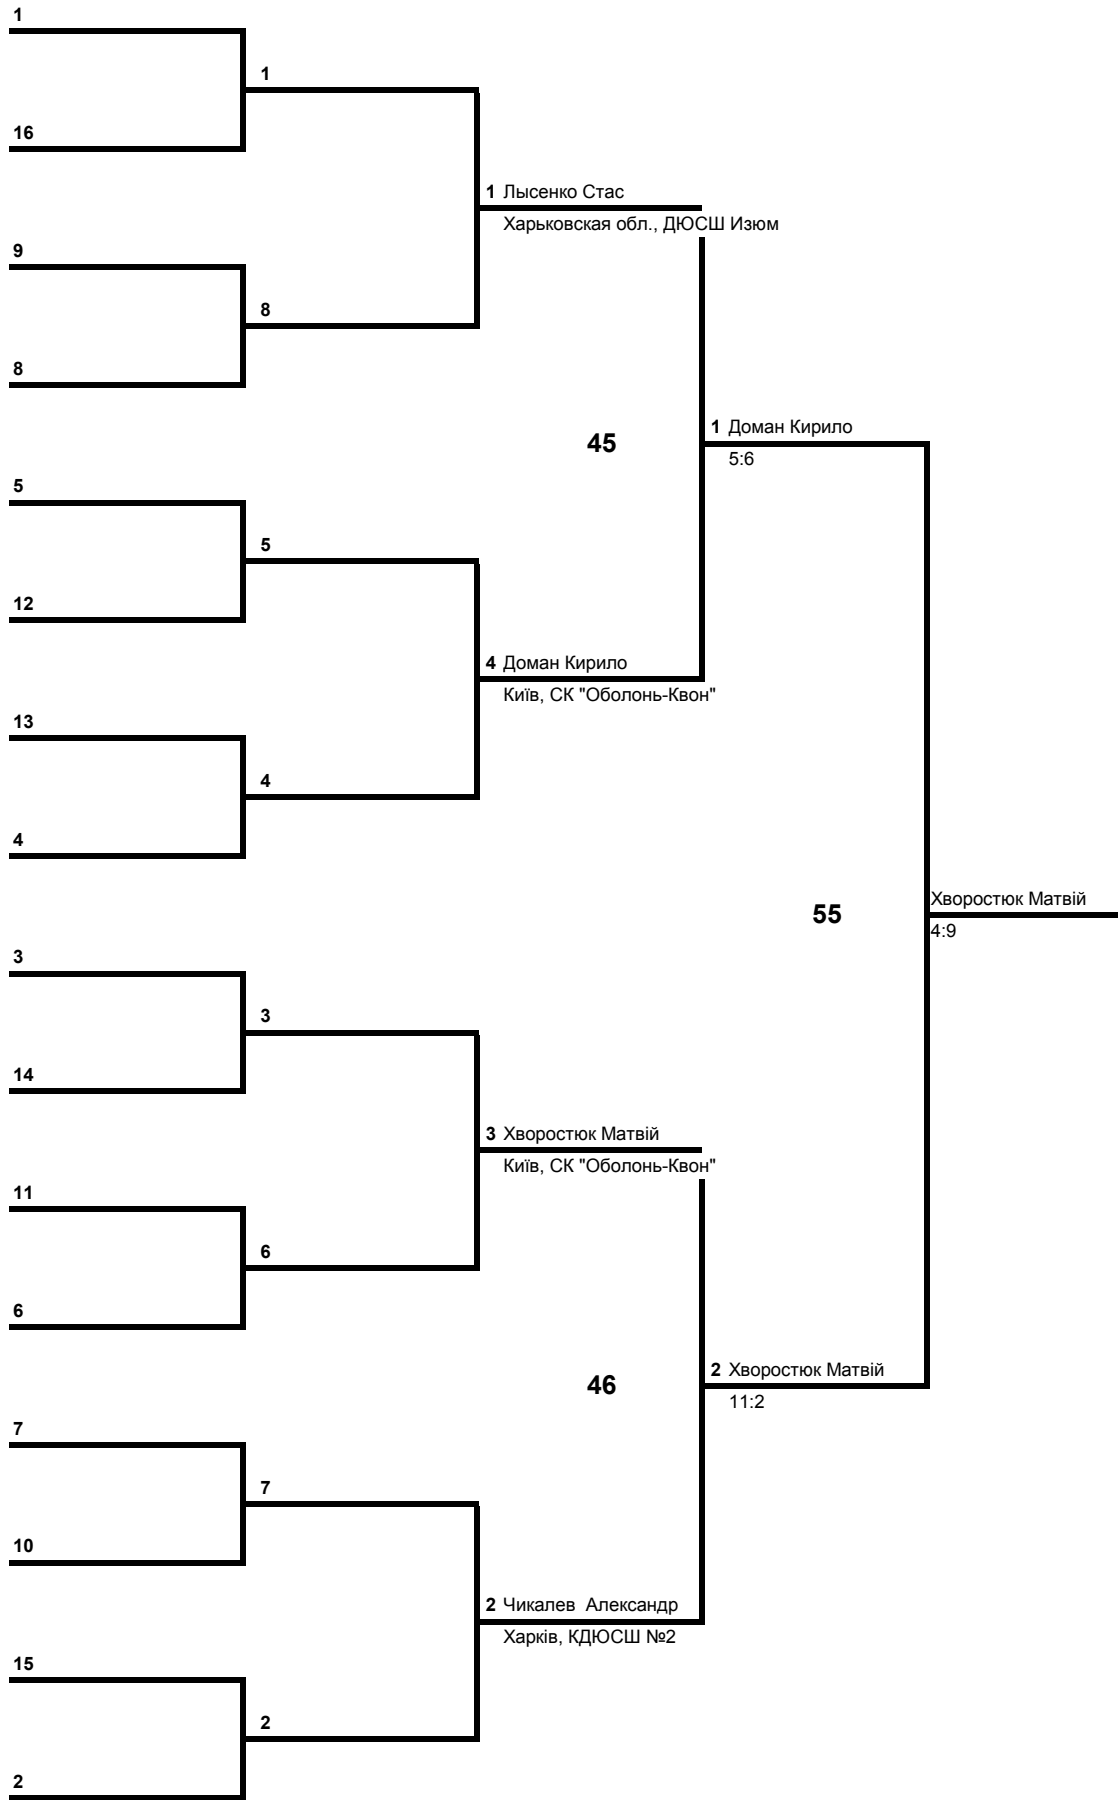 1
1
16
1 Лысенко Стас
Харьковская обл., ДЮСШ Изюм
9
8
8
45
1 Доман Кирило
5:6
5
5
12
4 Доман Кирило
Київ, СК "Оболонь-Квон"
13
4
4
55
Хворостюк Матвій
4:9
3
3
14
3 Хворостюк Матвій
Київ, СК "Оболонь-Квон"
11
6
6
46
2 Хворостюк Матвій
11:2
7
7
10
2 Чикалев Александр
Харків, КДЮСШ №2
15
2
2